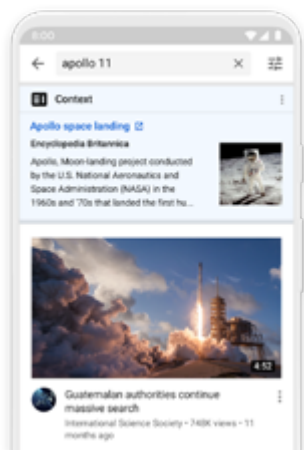 8:00
apollo 11
Context
Apollo space landing
Encyclopedia Britannica
Apollo, Moon-landing project conducted
by the U.S. National Aeronautics and
Space Administration (NASA) in the
1960s and '70s that landed the first hu...
4:52
Guatemalan authorities continue
massive search
International Science Society • 748K views • 11
months ago